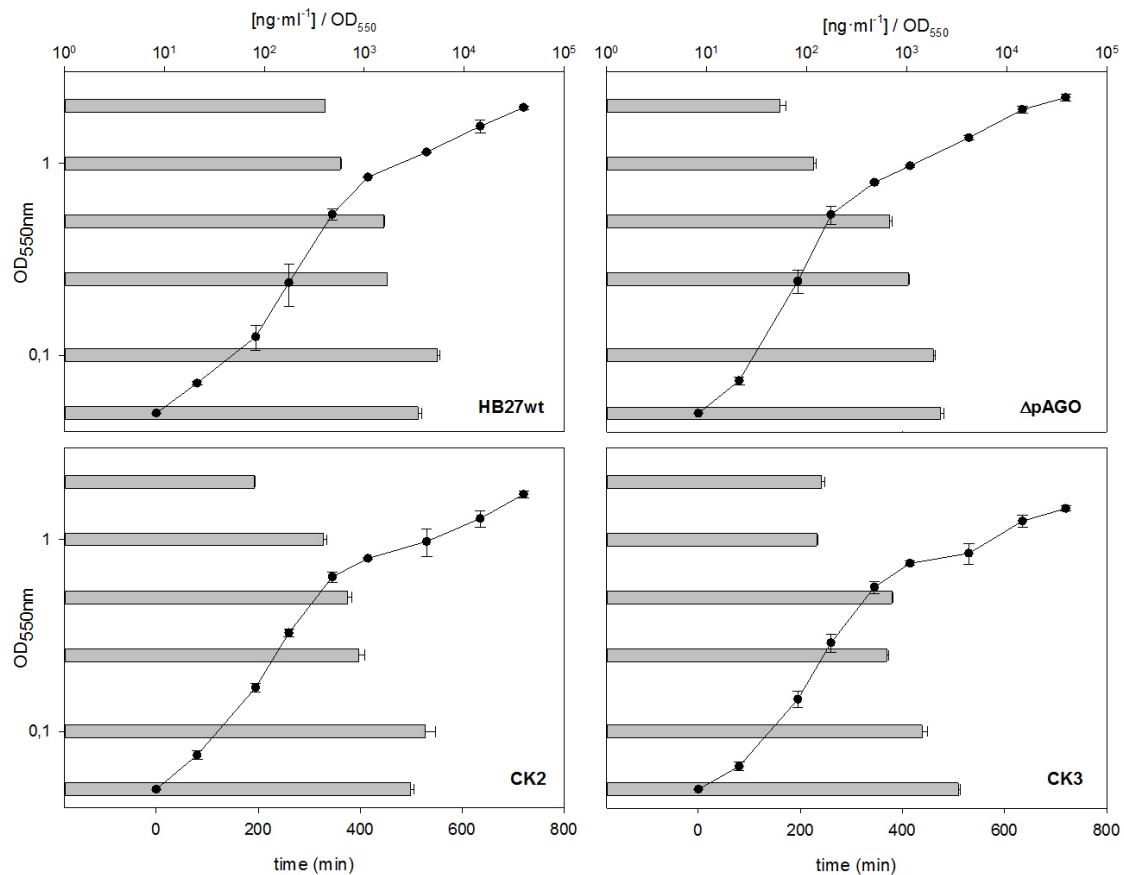 [ng·ml⁻¹] / OD₅₅₀
10⁰ 10¹ 10² 10³ 10⁴ 10⁵
[ng·ml⁻¹] / OD₅₅₀
10⁰ 10¹ 10² 10³ 10⁴ 10⁵
OD550nm
1
0,1
HB27wt
ΔpAGO
OD550nm
1
0,1
CK2
CK3
0 200 400 600 800
time (min)
0 200 400 600 800
time (min)